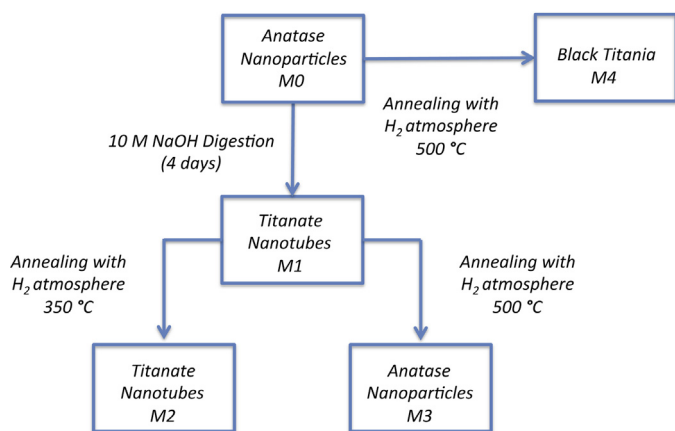 Anatase
Nanoparticles
M0
Black Titania
M4
Annealing with
H2 atmosphere
500 °C
10 M NaOH Digestion
(4 days)
Titanate
Nanotubes
M1
Annealing with
H2 atmosphere
350 °C
Annealing with
H2 atmosphere
500 °C
Titanate
Nanotubes
M2
Anatase
Nanoparticles
M3